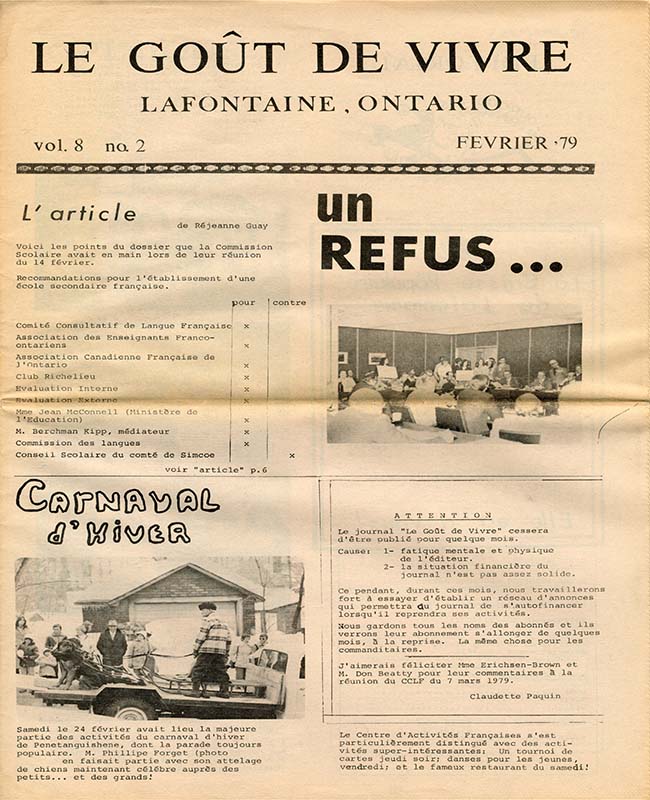 LE GOÛT DE VIVRE
LAFONTAINE, ONTARIO
vol. 8 no. 2
FEVRIER '79
L'article
de Réjeanne Guay
Voici les points du dossier que la Commission
Scolaire avait en main lors de leur réunion
du 14 février.
Recommandations pour l'établissement d'une
école secondaire française.
pour contre
Comité Consultatif de Langue Française x
Association des Enseignants Franco-
ontariens x
Association Canadienne Française de
l'Ontario x
Club Richelieu x
Evaluation Interne x
Evaluation Externe x
Mme Jean McConnell (Ministère de
l'Education) x
M. Berchman Kipp, médiateur x
Commission des langues x
Conseil Scolaire du comté de Simcoe x
voir "article" p.6
un
REFUS...
CARNAVAL
d'HIVER
Samedi le 24 février avait lieu la majeure
partie des activités du carnaval d'hiver
de Penetanguishene, dont la parade toujours
populaire. M. Phillipe Forget (photo
en faisait partie avec son attelage
de chiens maintenant célèbre auprès des
petits... et des grands!
ATTENTION
Le journal "Le Goût de Vivre" cessera
d'être publié pour quelque mois.
Cause: 1- fatique mentale et physique
de l'éditeur.
2- la situation financière du
journal n'est pas assez solide.
Ce pendant, durant ces mois, nous travaillerons
fort à essayer d'établir un réseau d'annonces
qui permettra du journal de s'autofinancer
lorsqu'il reprendra ses activités.
Nous gardons tous les noms des abonnés et ils
verrons leur abonnement s'allonger de quelques
mois, à la reprise. La même chose pour les
commanditaires.
J'aimerais féliciter Mme Erichsen-Brown et
M. Don Beatty pour leur commentaires à la
réunion du CCLF du 7 mars 1979.
Claudette Paquin
Le Centre d'Activités Françaises s'est
particulièrement distingué avec des acti-
vités super-intéressantes: Un tournoi de
cartes jeudi soir; danses pour les jeunes,
vendredi; et le fameux restaurant du samedi!